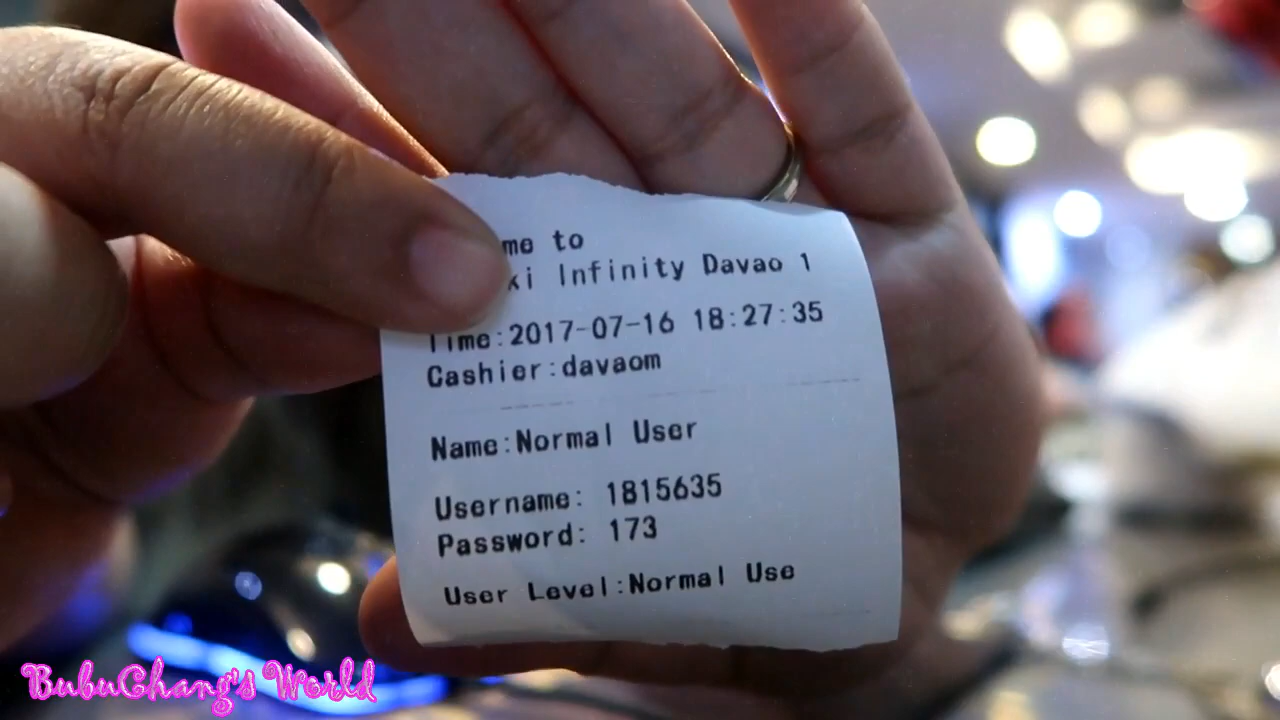 me to
ki Infinity Davao 1
Time:2017-07-16 18:27:35
Cashier:davaom
Name:Normal User
Username: 1815635
Password: 173
User Level:Normal Use
BubuChang's World